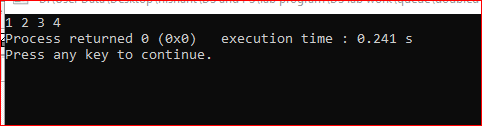 1 2 3 4
Process returned 0 (0x0)   execution time : 0.241 s
Press any key to continue.